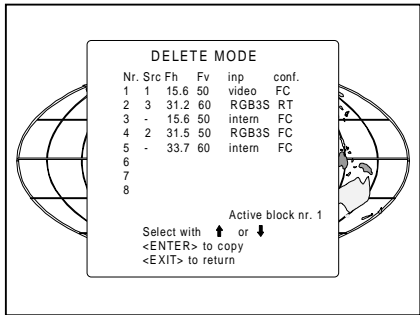 DELETE MODE
Nr. Src Fh Fv inp conf.
1 1 15.6 50 video FC
2 3 31.2 60 RGB3S RT
3 - 15.6 50 intern FC
4 2 31.5 50 RGB3S FC
5 - 33.7 60 intern FC
6
7
8
Active block nr. 1
Select with ⬆ or ⬇
<ENTER> to copy
<EXIT> to return